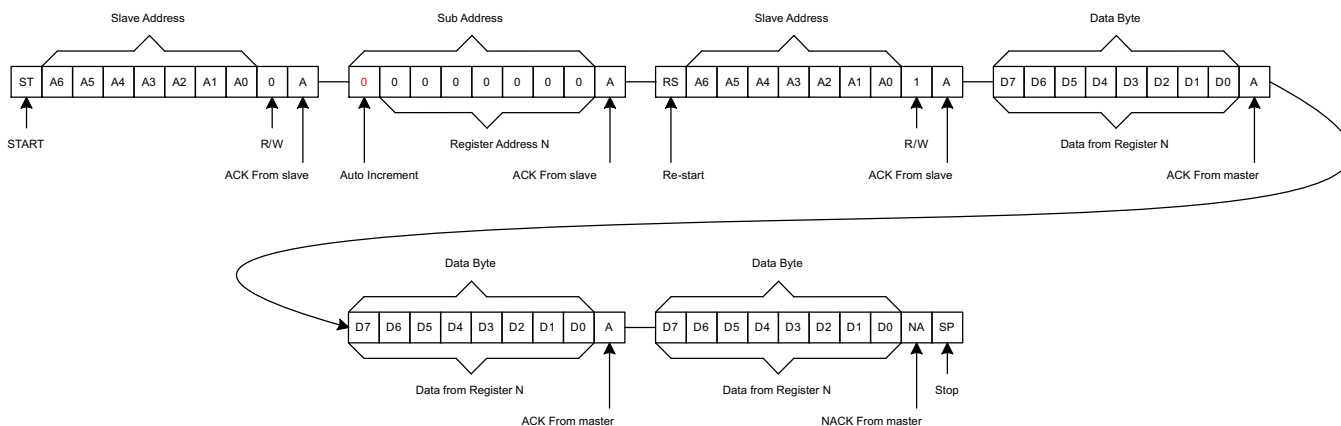 Slave Address Sub Address Slave Address Data Byte
ST A6 A5 A4 A3 A2 A1 A0 0 A 0 0 0 0 0 0 0 0 A RS A6 A5 A4 A3 A2 A1 A0 1 A D7 D6 D5 D4 D3 D2 D1 D0 A
START R/W Register Address N R/W Data from Register N
ACK From slave Auto Increment ACK From slave Re-start ACK From slave ACK From master
Data Byte Data Byte
D7 D6 D5 D4 D3 D2 D1 D0 A D7 D6 D5 D4 D3 D2 D1 D0 NA SP
Data from Register N Data from Register N Stop
ACK From master NACK From master